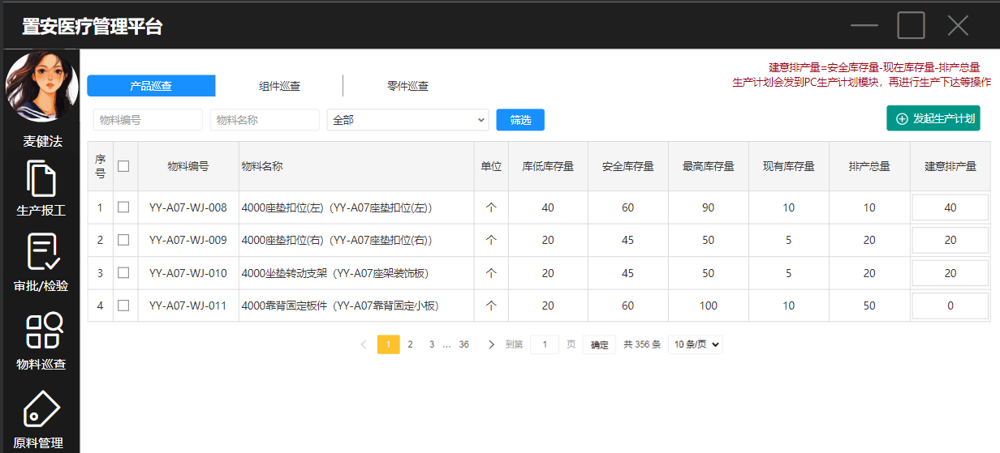 置安医疗管理平台
麦健法
生产报工
审批/检验
物料巡查
原料管理
产品巡查 组件巡查 零件巡查
建意排产量=安全库存量-现在库存量-排产总量
生产计划会发到PC生产计划模块，再进行生产下达等操作
物料编号 物料名称 全部 筛选 发起生产计划
序号 物料编号 物料名称 单位 库低库存量 安全库存量 最高库存量 现有库存量 排产总量 建意排产量
1 YY-A07-WJ-008 4000座垫扣位(左)（YY-A07座垫扣位(左)） 个 40 60 90 10 10 40
2 YY-A07-WJ-009 4000座垫扣位(右)（YY-A07座垫扣位(右)） 个 20 45 50 5 20 20
3 YY-A07-WJ-010 4000坐垫转动支架（YY-A07座架装饰板） 个 20 45 50 5 20 20
4 YY-A07-WJ-011 4000靠背固定板件（YY-A07靠背固定小板） 个 20 60 100 10 50 0
1 2 3 ... 36 到第 1 页 确定 共 356 条 10 条/页